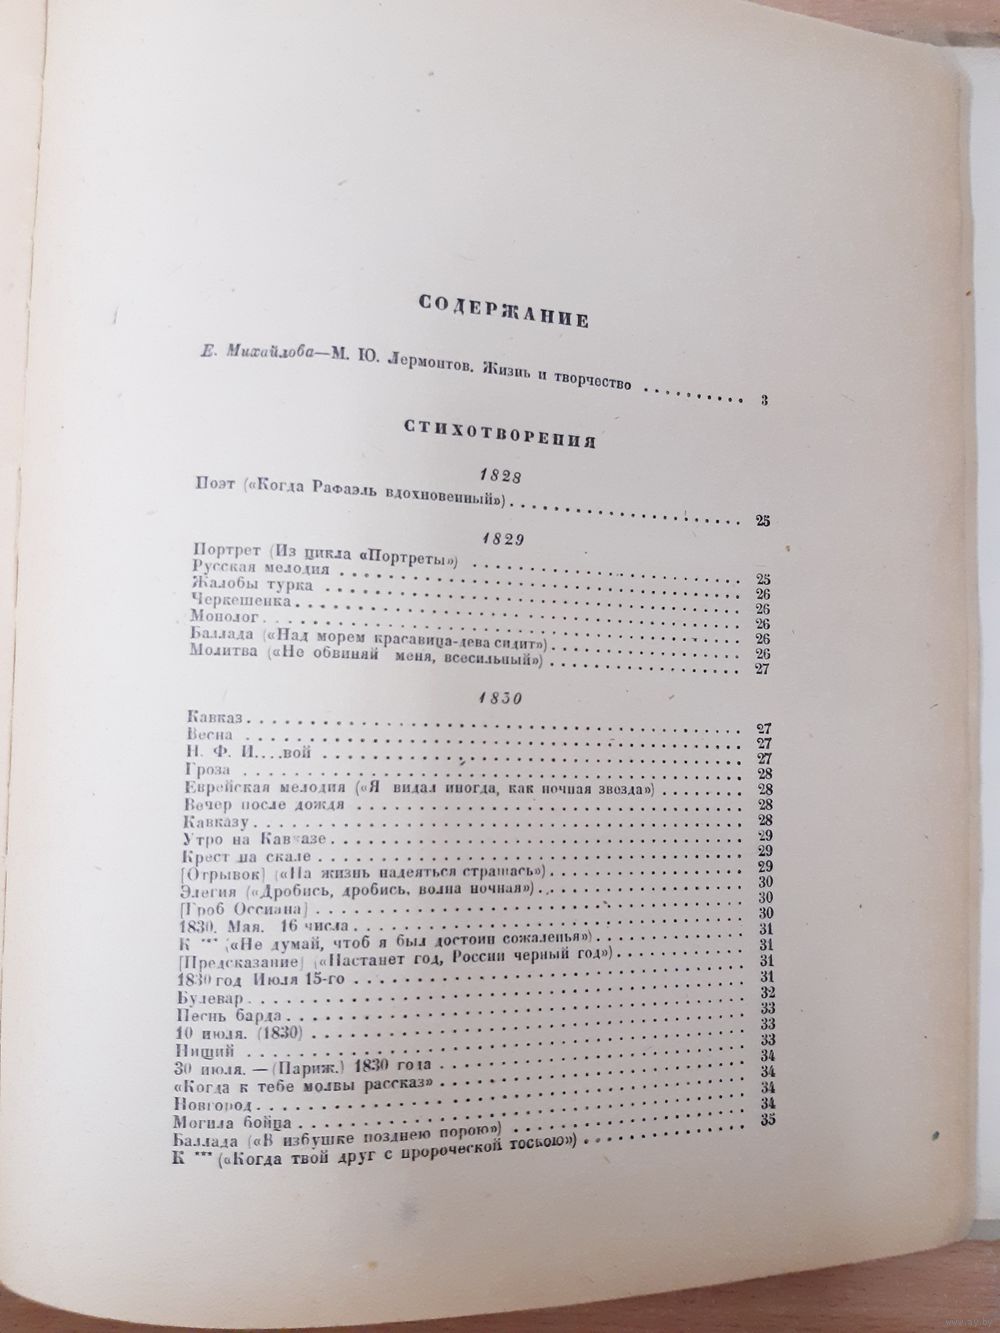 СОДЕРЖАНИЕ
Е. Михайлова—М. Ю. Лермонтов. Жизнь и творчество .......... 3
СТИХОТВОРЕНИЯ
1828
Поэт («Когда Рафаэль вдохновенный») .......... 25
1829
Портрет (Из цикла «Портреты») .......... 25
Русская мелодия .......... 26
Жалобы турка .......... 26
Черкешенка .......... 26
Монолог .......... 26
Баллада («Над морем красавица-дева сидит») .......... 26
Молитва («Не обвиняй меня, всесильный») .......... 27
1830
Кавказ .......... 27
Весна .......... 27
Н. Ф. И....вой .......... 27
Гроза .......... 28
Еврейская мелодия («Я видал иногда, как ночная звезда») .......... 28
Вечер после дождя .......... 28
Кавказу .......... 28
Утро на Кавказе .......... 29
Крест на скале .......... 29
[Отрывок] («На жизнь надеяться страшась») .......... 29
Элегия («Дробись, дробись, волна ночная») .......... 30
[Гроб Оссиана] .......... 30
1830. Мая. 16 числа .......... 30
К *** («Не думай, чтоб я был достоин сожаленья») .......... 31
[Предсказание] («Настанет год, России черный год») .......... 31
1830 год Июля 15-го .......... 31
Булевар .......... 31
Песнь барда .......... 32
10 июля. (1830) .......... 33
Нищий .......... 33
30 июля. — (Париж.) 1830 года .......... 33
«Когда к тебе молвы рассказ» .......... 34
Новгород .......... 34
Могила бойца .......... 34
Баллада («В избушке позднею порою») .......... 34
К *** («Когда твой друг с пророческой тоскою») .......... 35
www.ay.by